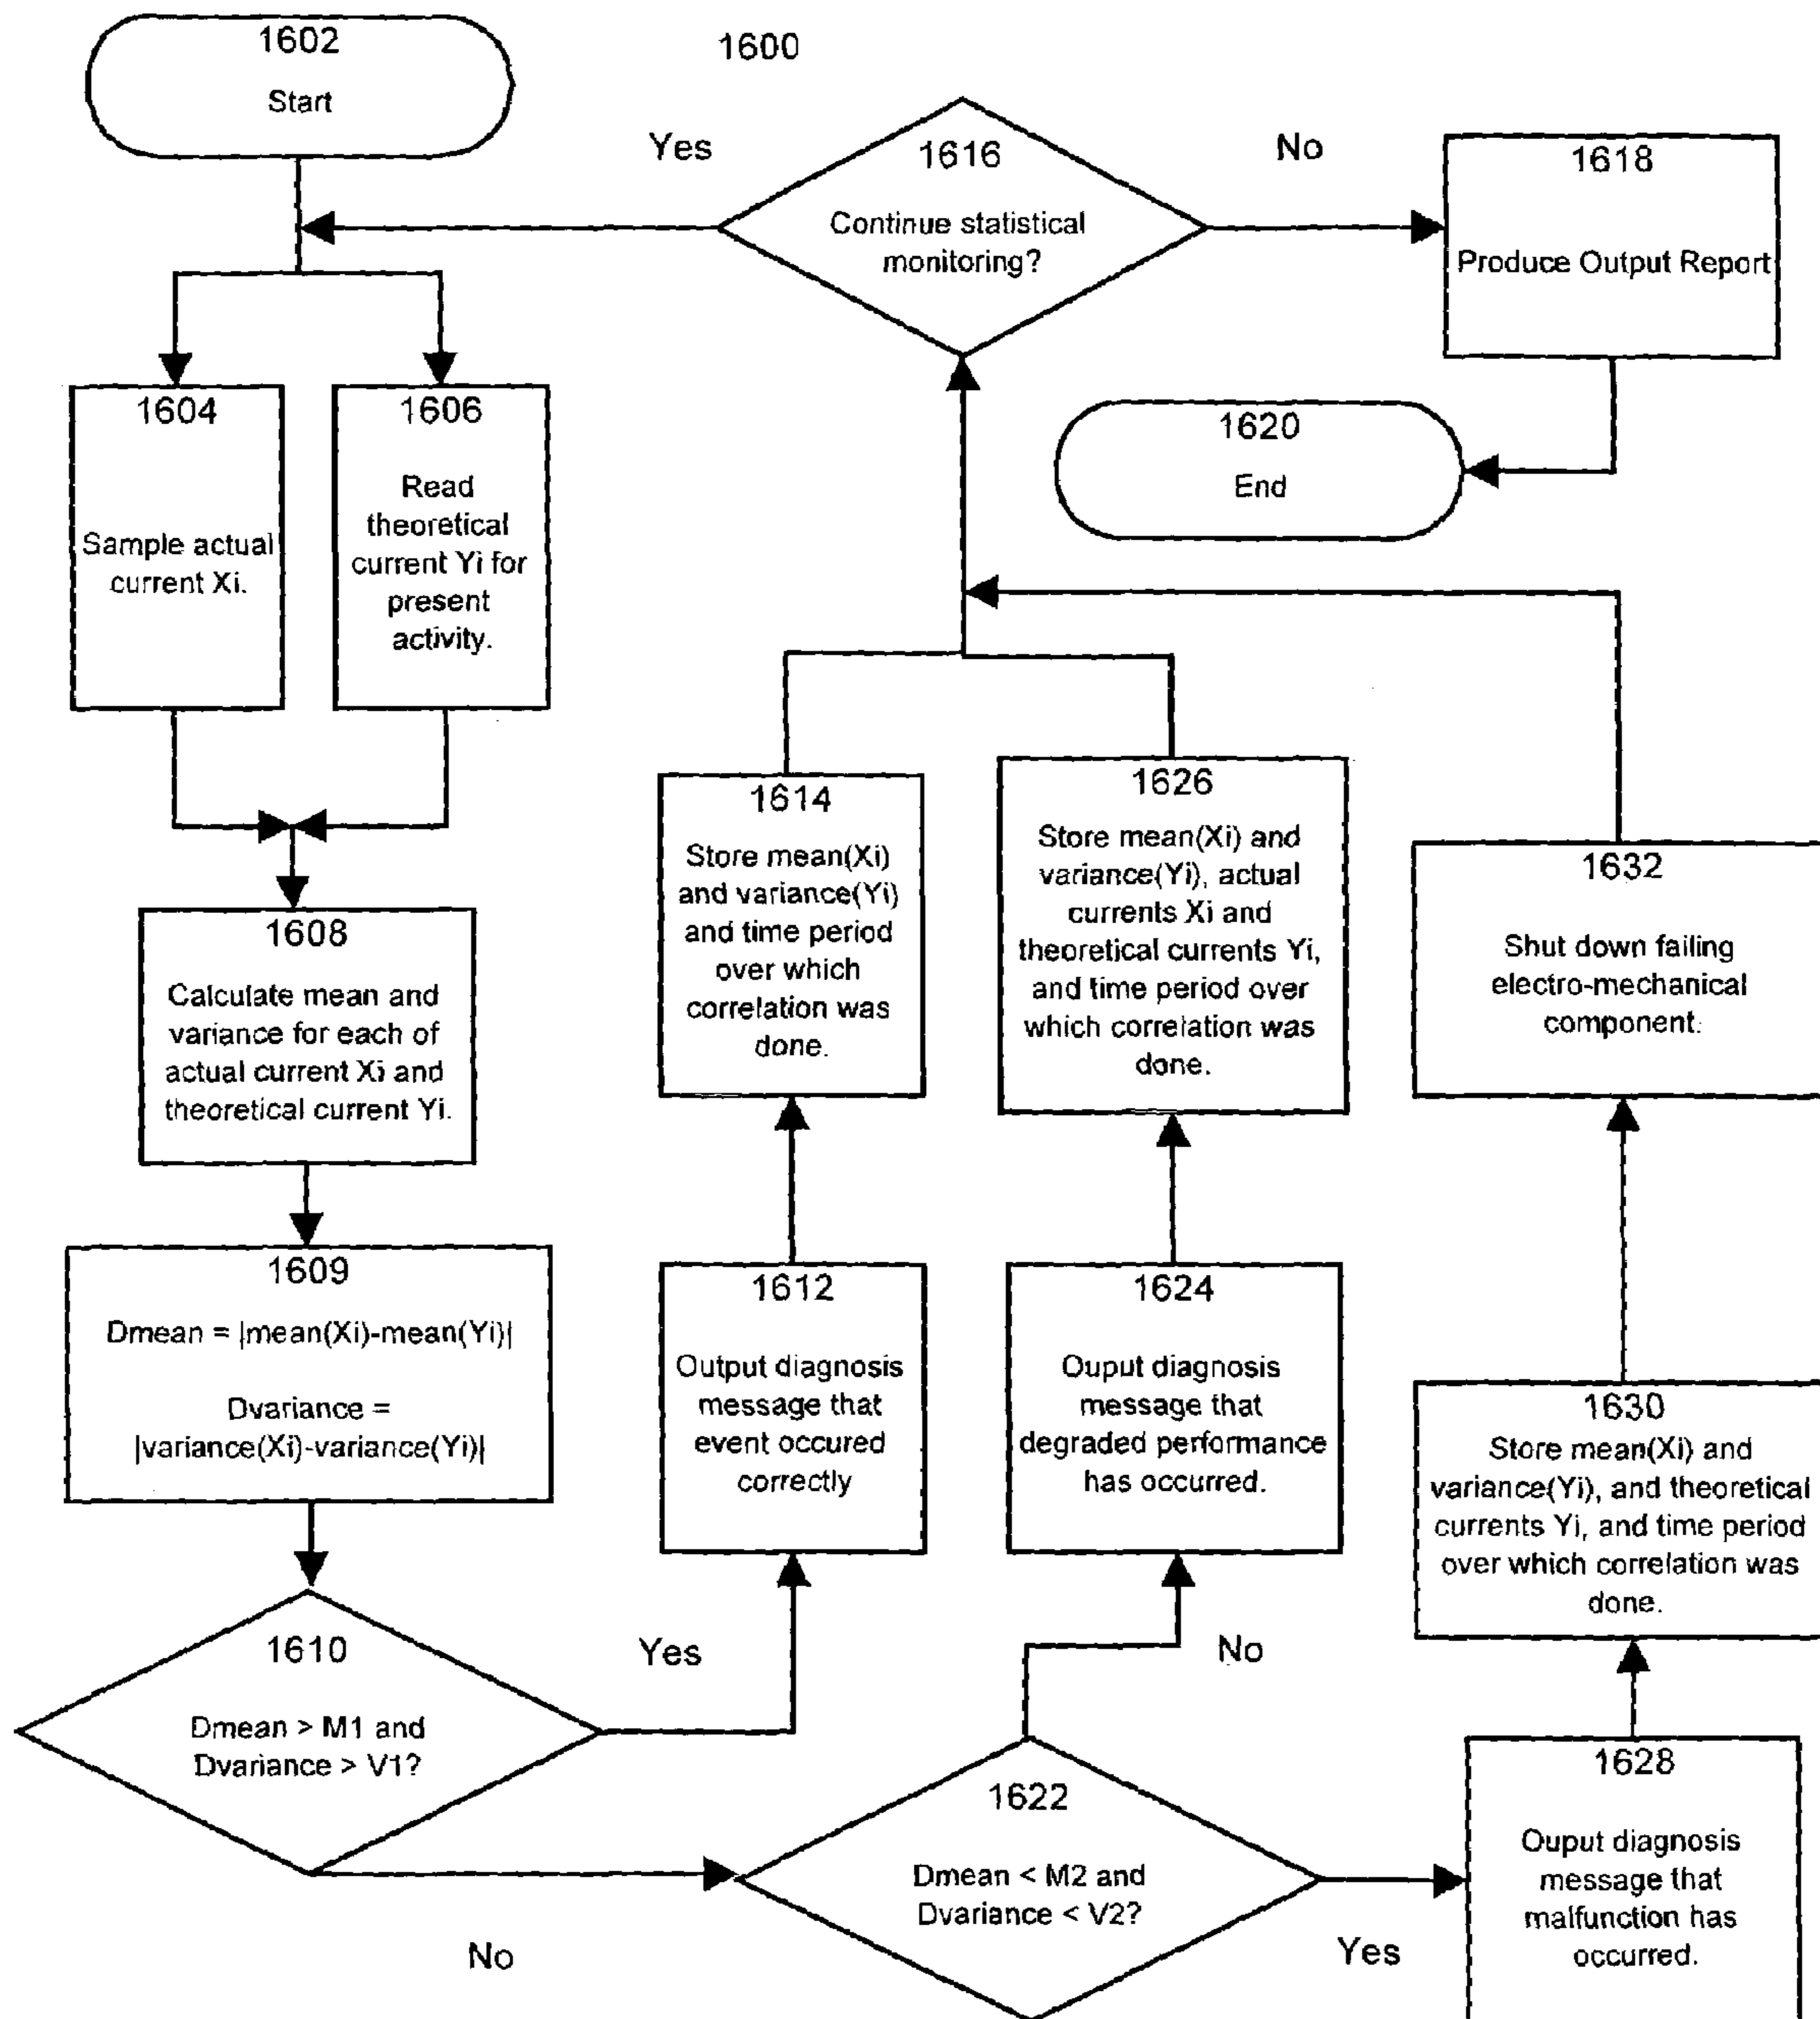 1600
1602
Start
Yes
1616
Continue statistical
monitoring?
No
1618
Produce Output Report
1620
End
1604
Sample actual
current Xi.
1606
Read
theoretical
current Yi for
present
activity.
1608
Calculate mean and
variance for each of
actual current Xi and
theoretical current Yi.
1609
Dmean = |mean(Xi)-mean(Yi)|
Dvariance =
|variance(Xi)-variance(Yi)|
1610
Dmean > M1 and
Dvariance > V1?
Yes
No
1612
Output diagnosis
message that
event occured
correctly
1614
Store mean(Xi)
and variance(Yi)
and time period
over which
correlation was
done.
1622
Dmean < M2 and
Dvariance < V2?
No
Yes
1624
Ouput diagnosis
message that
degraded performance
has occurred.
1626
Store mean(Xi) and
variance(Yi), actual
currents Xi and
theoretical currents Yi,
and time period over
which correlation was
done.
1628
Ouput diagnosis
message that
malfunction has
occurred.
1630
Store mean(Xi) and
variance(Yi), and theoretical
currents Yi, and time period
over which correlation was
done.
1632
Shut down failing
electro-mechanical
component.